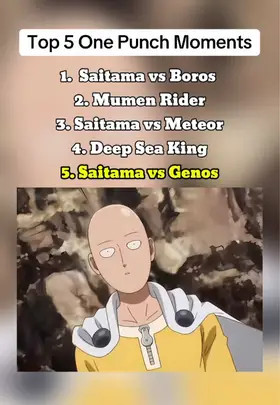 Top 5 One Punch Moments
1. Saitama vs Boros
2. Mumen Rider
3. Saitama vs Meteor
4. Deep Sea King
5. Saitama vs Genos